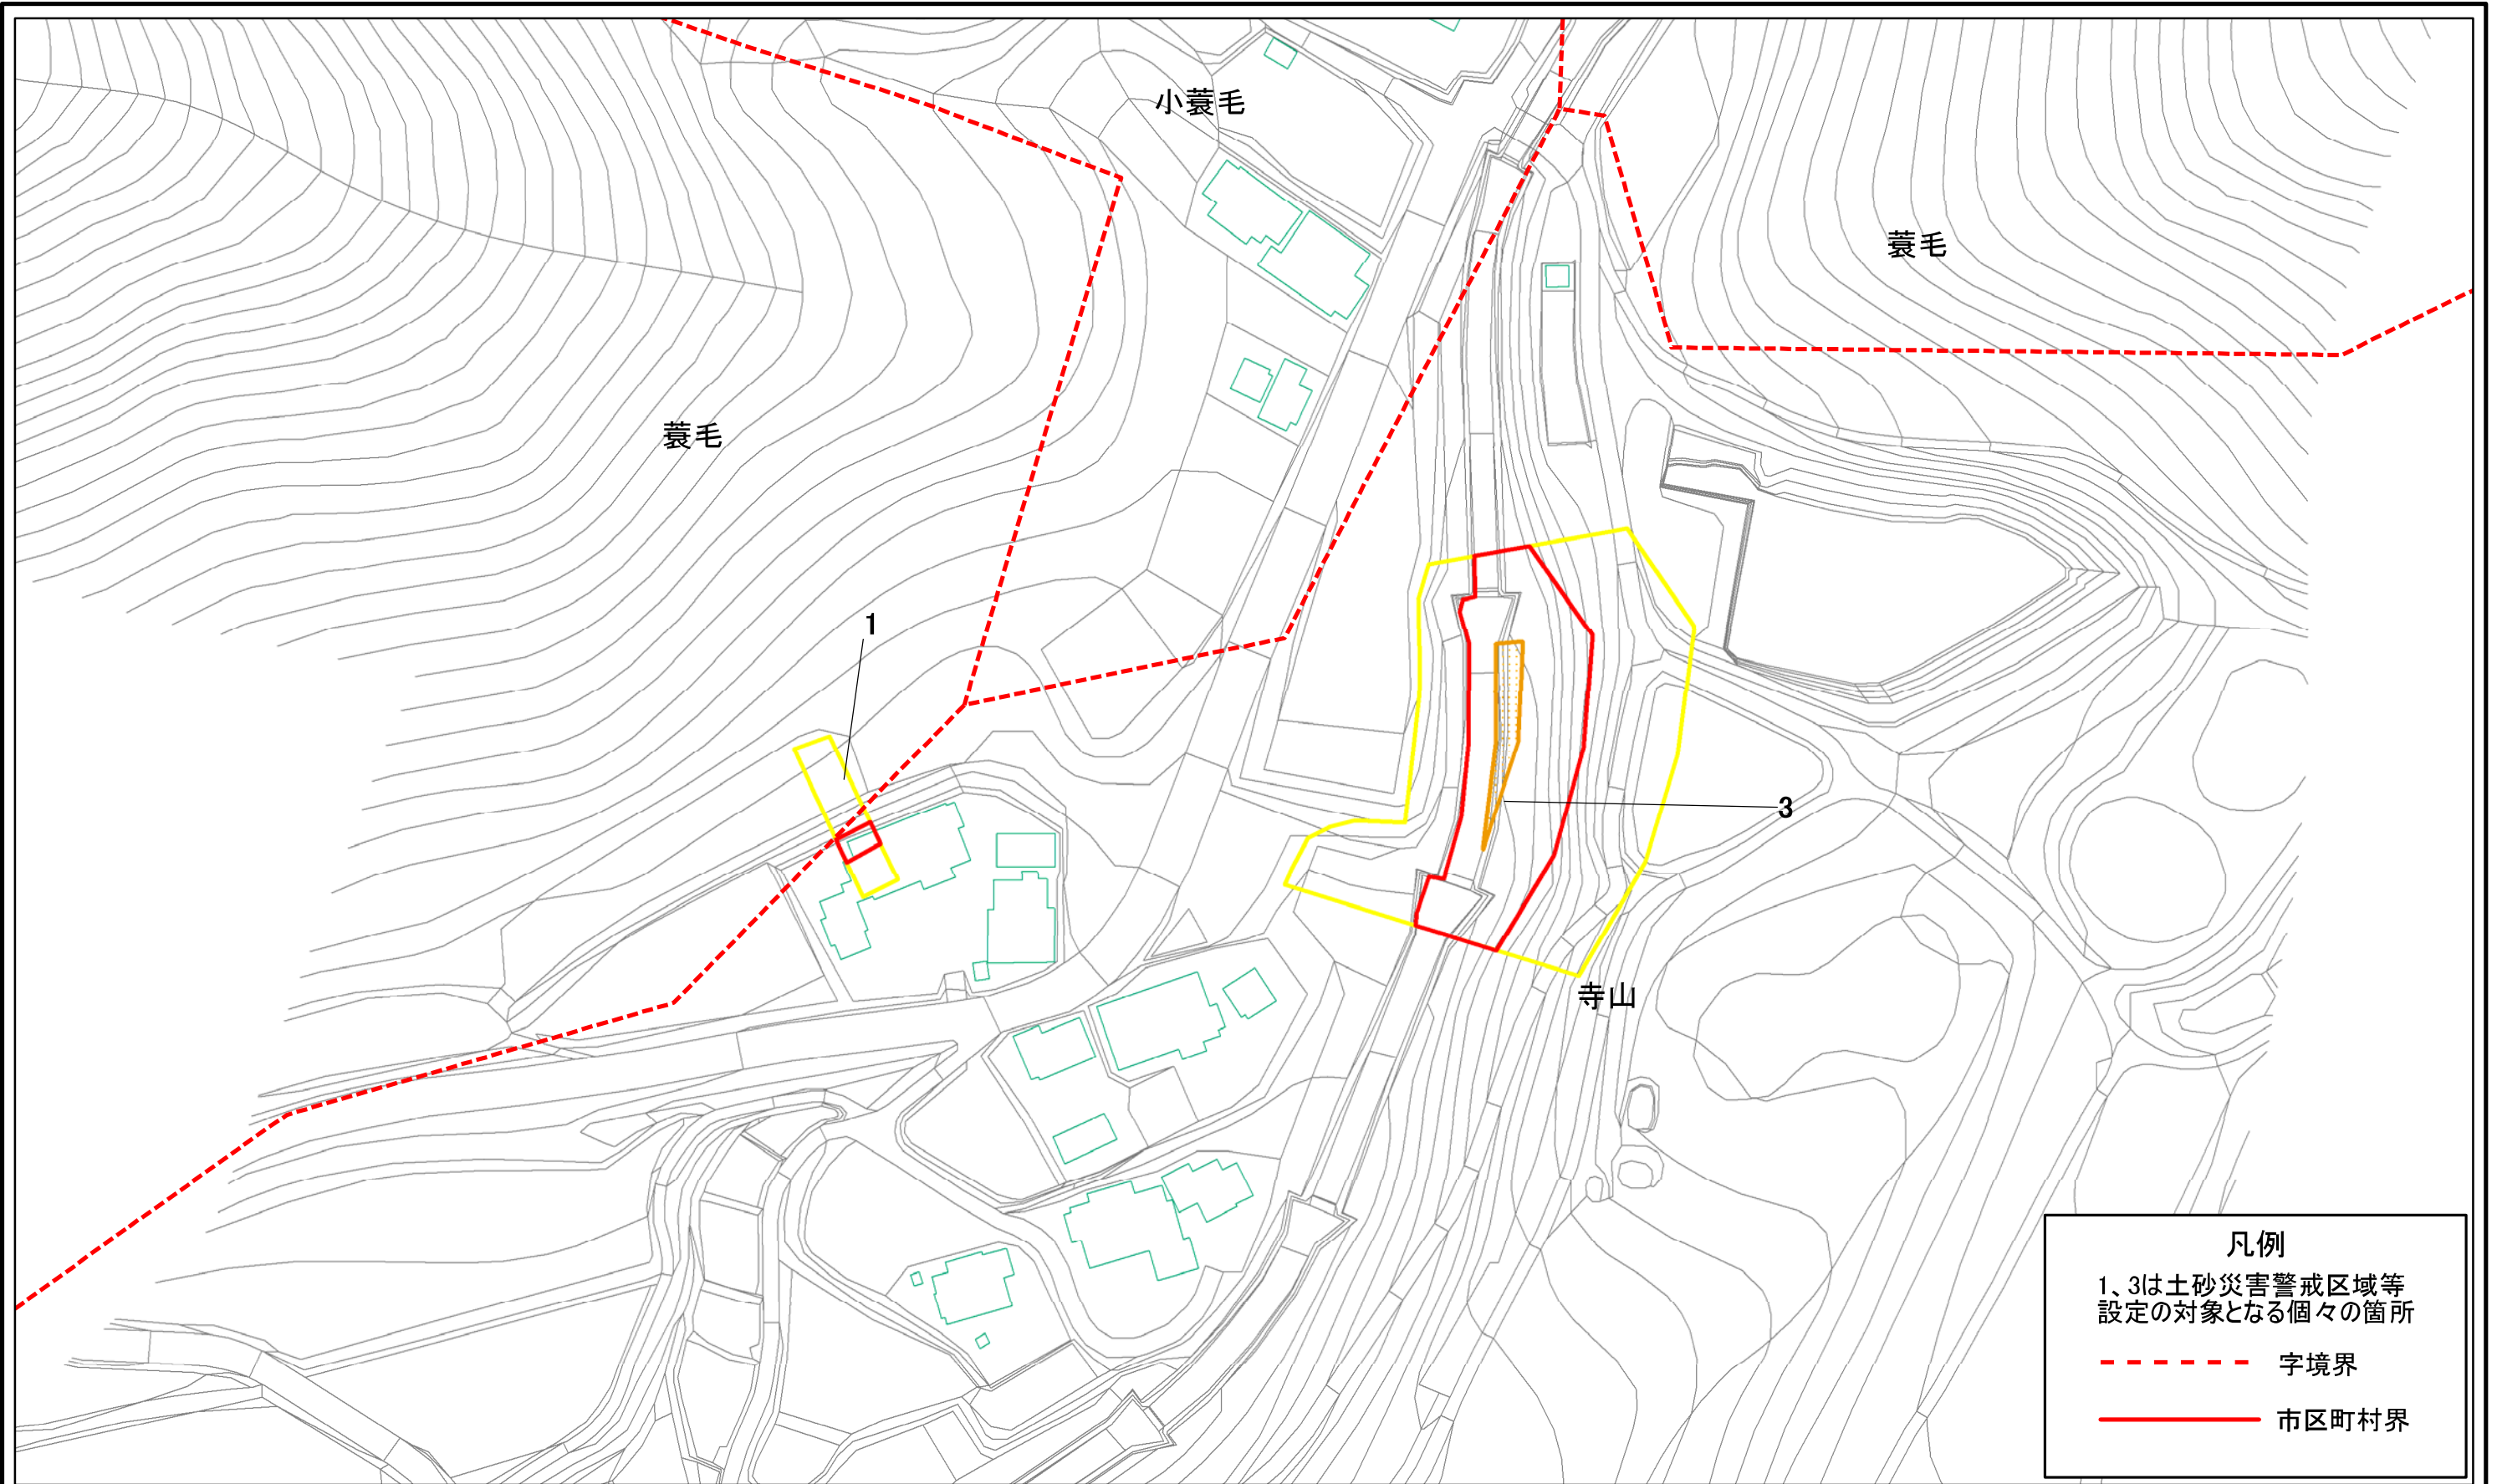 小蓑毛
蓑毛
蓑毛
1
3
寺山
凡例
1、3は土砂災害警戒区域等
設定の対象となる個々の箇所
字境界
市区町村界